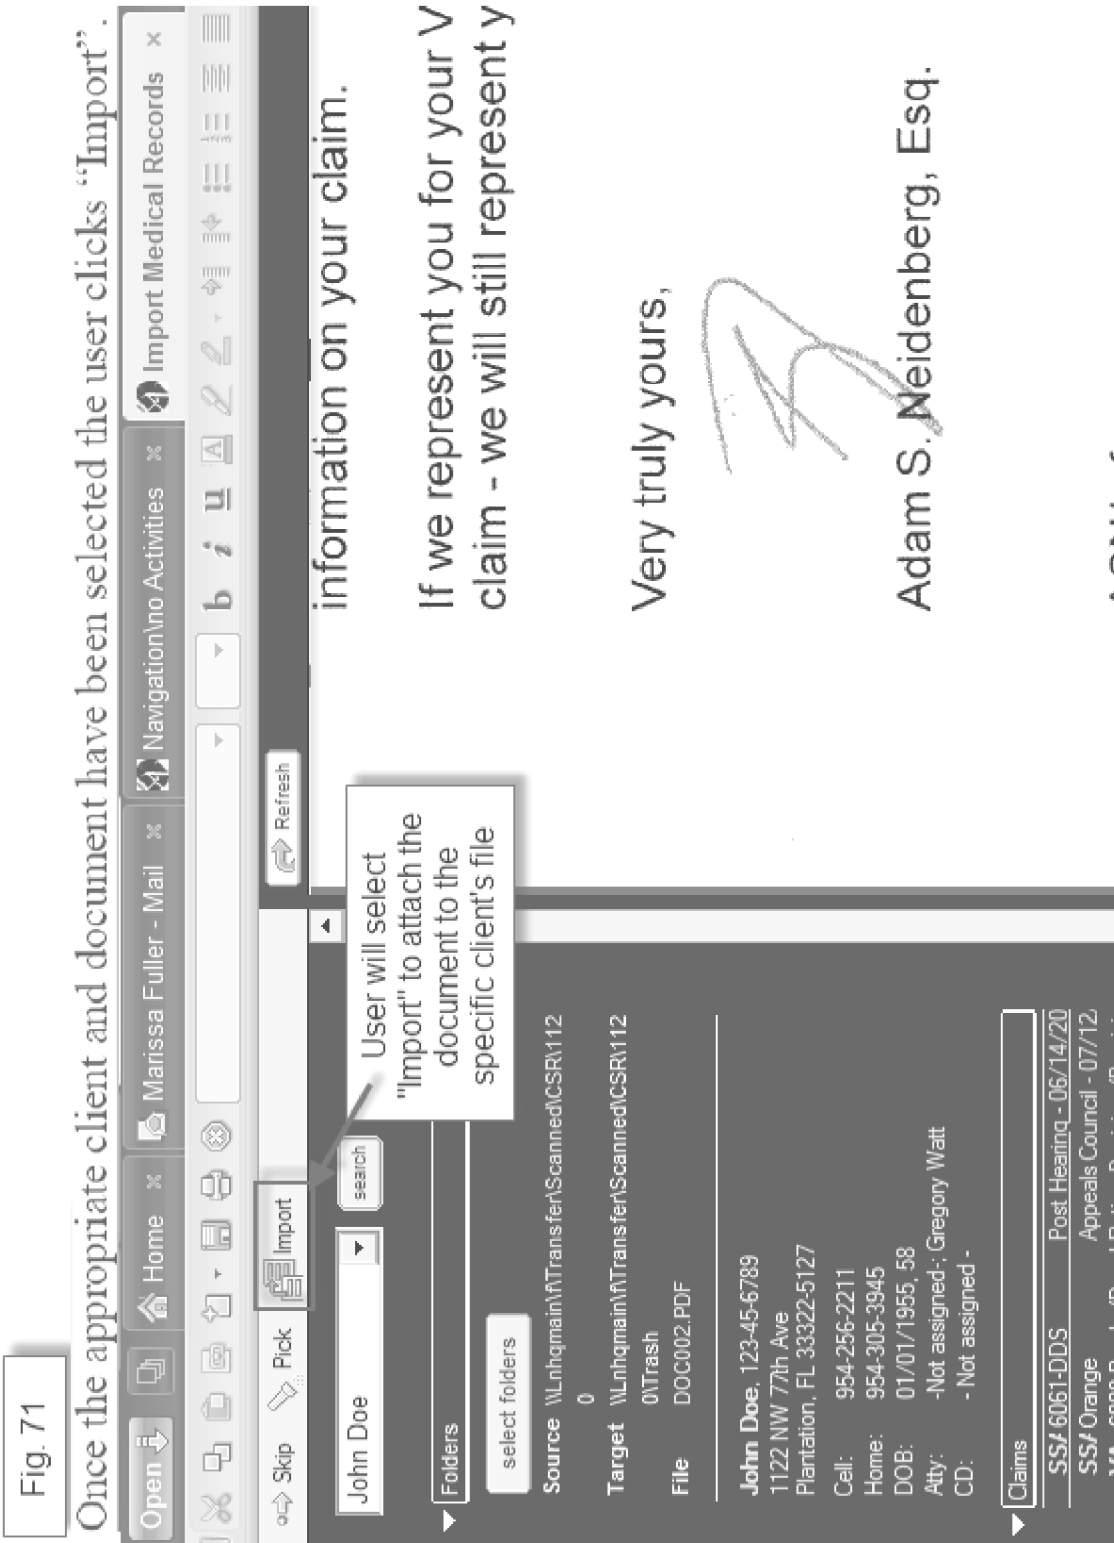 Fig. 71
Once the appropriate client and document have been selected the user clicks “Import”.
Open
Home
Marissa Fuller - Mail
Navigation\no Activities
Import Medical Records
b i u A
Skip
Pick
Import
Refresh
John Doe
search
User will select
"Import" to attach the
document to the
specific client's file
Folders
select folders
Source \\Lnhqmain\f\Transfer\Scanned\CSR\112
0
Target \\Lnhqmain\f\Transfer\Scanned\CSR\112
0\Trash
File DOC002.PDF
John Doe, 123-45-6789
1122 NW 77th Ave
Plantation, FL 33322-5127
Cell: 954-256-2211
Home: 954-305-3945
DOB: 01/01/1955, 58
Atty: -Not assigned-; Gregory Watt
CD: - Not assigned -
Claims
SSA 6061-DDS Post Hearing - 06/14/20
SSA Orange Appeals Council - 07/12
information on your claim.
If we represent you for your V
claim - we will still represent y
Very truly yours,
Adam S. Neidenberg, Esq.